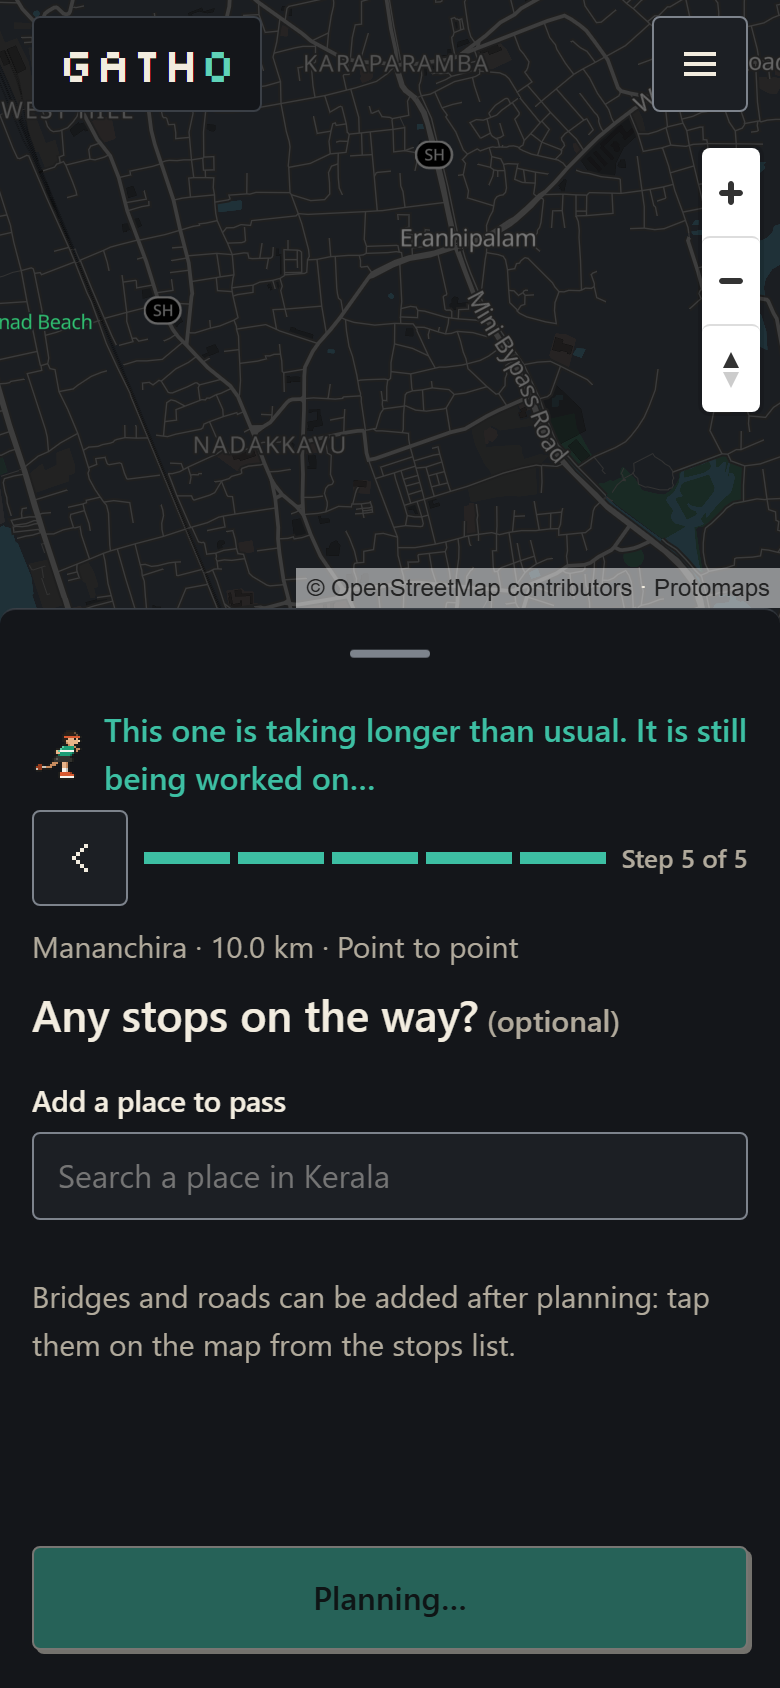 GATHO
KARAPARAMBA
WEST HILL
SH
Eranhipalam
SH
nad Beach
Mini Bypass Road
NADAKKAVU
© OpenStreetMap contributors · Protomaps
This one is taking longer than usual. It is still
being worked on...
Step 5 of 5
Mananchira · 10.0 km · Point to point
Any stops on the way? (optional)
Add a place to pass
Search a place in Kerala
Bridges and roads can be added after planning: tap
them on the map from the stops list.
Planning...